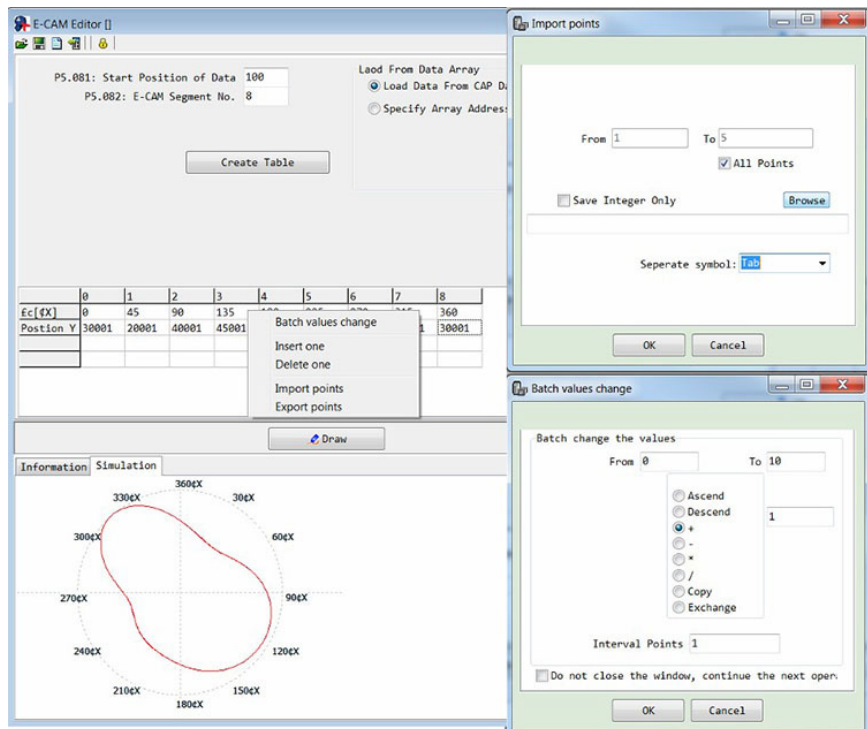 E-CAM Editor []
P5.081: Start Position of Data 100
P5.082: E-CAM Segment No. 8
Laod From Data Array
Load Data From CAP
Specify Array Address
Create Table
0 1 2 3 4 5 6 7 8
£c[¢X] 0 45 90 135 360
Postion Y 30001 20001 40001 45001 30001
Batch values change
Insert one
Delete one
Import points
Export points
Draw
Information Simulation
360¢X
330¢X 30¢X
300¢X 60¢X
270¢X 90¢X
240¢X 120¢X
210¢X 150¢X
180¢X
Import points
From 1 To 5
All Points
Save Integer Only Browse
Seperate symbol: Tab
OK Cancel
Batch values change
Batch change the values
From 0 To 10
Ascend
Descend
+ 1
-
*
/
Copy
Exchange
Interval Points 1
Do not close the window, continue the next oper
OK Cancel